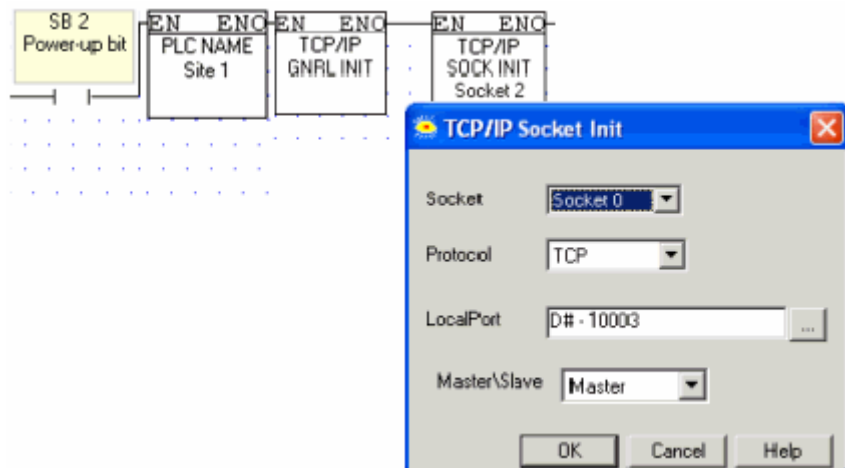 SB 2
Power-up bit
EN ENO
PLC NAME
Site 1
EN ENO
TCP/IP
GNRL INIT
EN ENO
TCP/IP
SOCK INIT
Socket 2
TCP/IP Socket Init
Socket Socket 0
Protocol TCP
LocalPort D# - 10003 ...
Master\Slave Master
OK Cancel Help